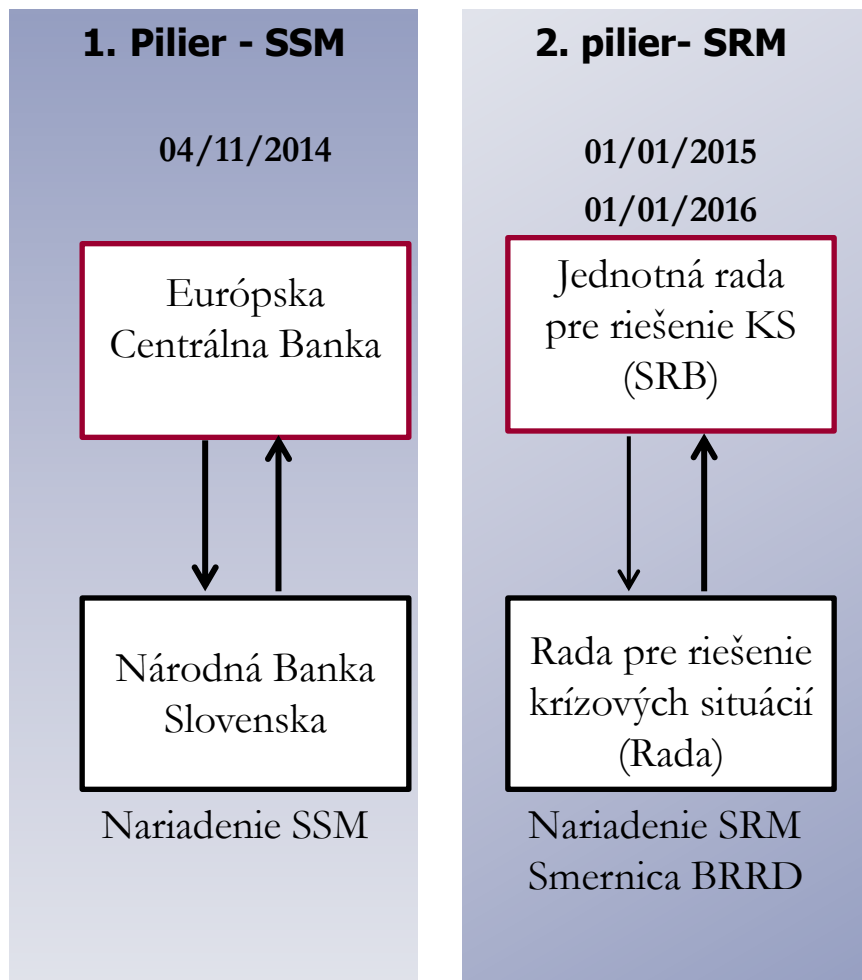 1. Pilier - SSM
04/11/2014
Európska
Centrálna Banka
Národná Banka
Slovenska
Nariadenie SSM
2. pilier- SRM
01/01/2015
01/01/2016
Jednotná rada
pre riešenie KS
(SRB)
Rada pre riešenie
krízových situácií
(Rada)
Nariadenie SRM
Smernica BRRD